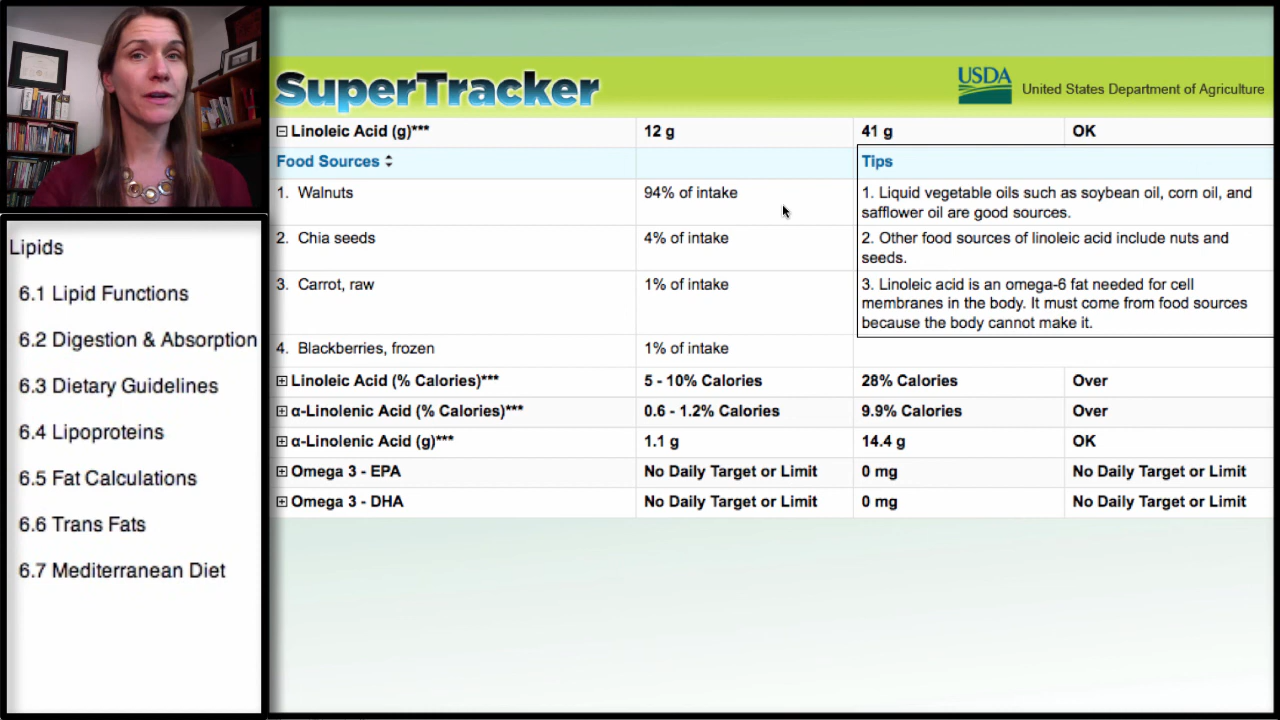 SuperTracker
USDA
United States Department of Agriculture
Linoleic Acid (g)*** 12 g 41 g OK
Food Sources Tips
1. Walnuts 94% of intake 1. Liquid vegetable oils such as soybean oil, corn oil, and
safflower oil are good sources.
2. Chia seeds 4% of intake 2. Other food sources of linoleic acid include nuts and
seeds.
3. Carrot, raw 1% of intake 3. Linoleic acid is an omega-6 fat needed for cell
membranes in the body. It must come from food sources
because the body cannot make it.
4. Blackberries, frozen 1% of intake
Linoleic Acid (% Calories)*** 5 - 10% Calories 28% Calories Over
α-Linolenic Acid (% Calories)*** 0.6 - 1.2% Calories 9.9% Calories Over
α-Linolenic Acid (g)*** 1.1 g 14.4 g OK
Omega 3 - EPA No Daily Target or Limit 0 mg No Daily Target or Limit
Omega 3 - DHA No Daily Target or Limit 0 mg No Daily Target or Limit
Lipids
6.1 Lipid Functions
6.2 Digestion & Absorption
6.3 Dietary Guidelines
6.4 Lipoproteins
6.5 Fat Calculations
6.6 Trans Fats
6.7 Mediterranean Diet